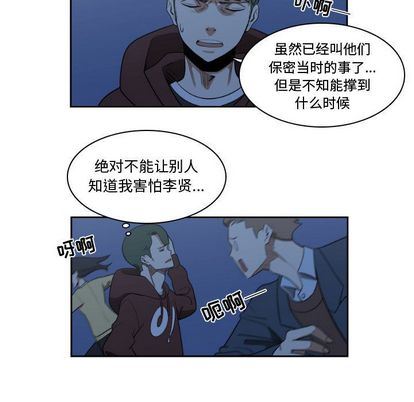 吥啊—
虽然已经叫他们
保密当时的事了...
但是不知能撑到
什么时候
绝对不能让别人
知道我害怕李贤...
呀啊
呃啊—